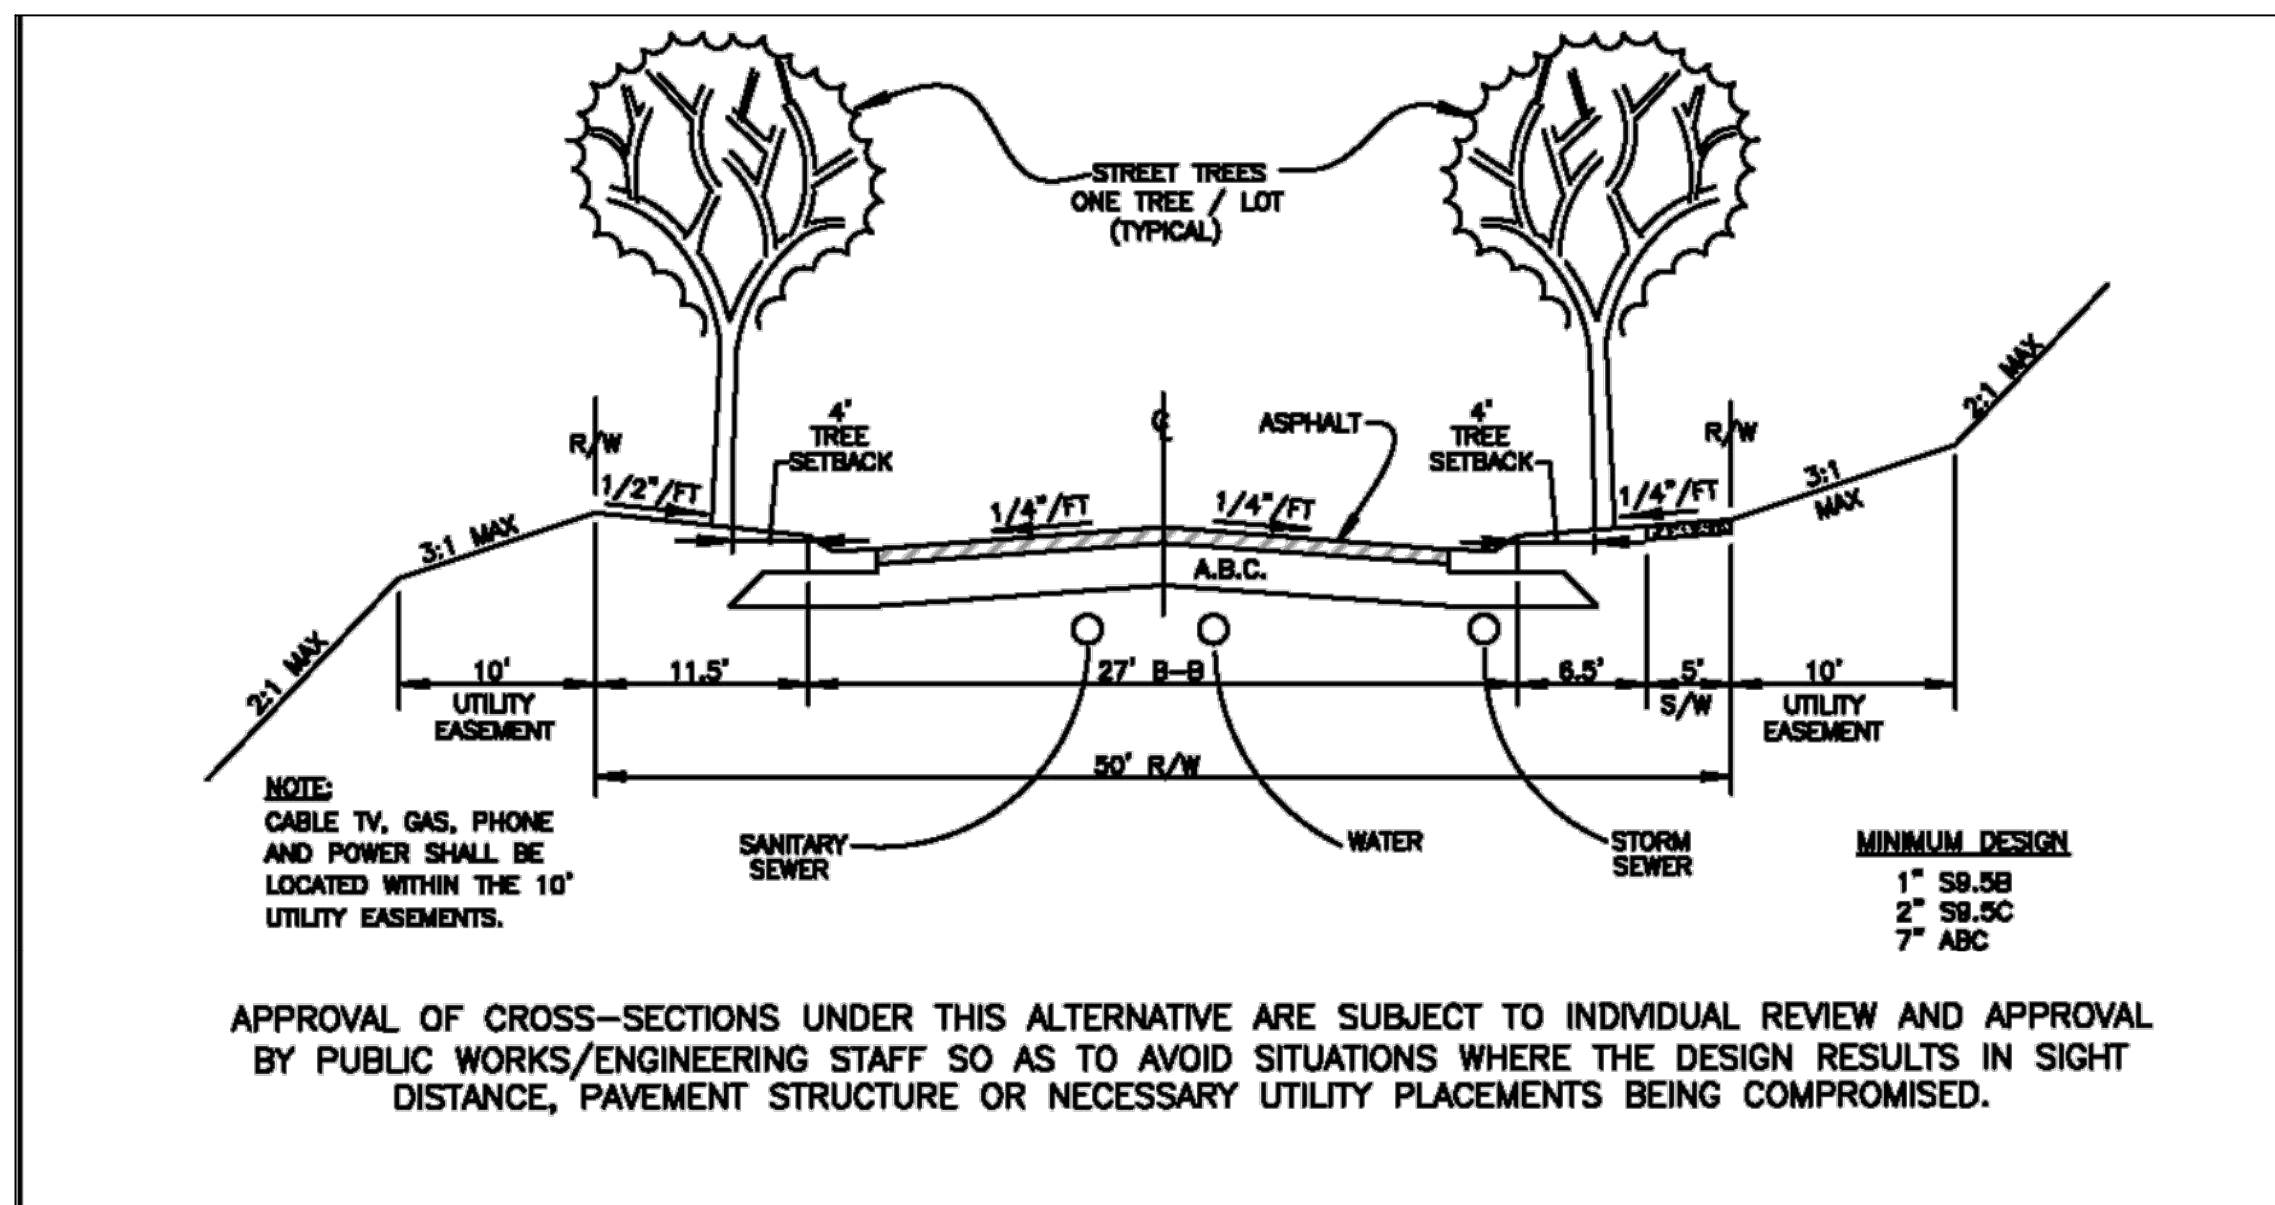 STREET TREES
ONE TREE / LOT
(TYPICAL)
4'
TREE
SETBACK
R/W
1/2"/FT
℄
ASPHALT
4'
TREE
SETBACK
R/W
1/4"/FT
2:1 MAX
3:1
MAX
1/4"/FT
1/4"/FT
3:1 MAX
A.B.C.
2:1 MAX
10'
UTILITY
EASEMENT
11.5'
27' B-B
6.5'
5'
S/W
10'
UTILITY
EASEMENT
50' R/W
NOTE:
CABLE TV, GAS, PHONE
AND POWER SHALL BE
LOCATED WITHIN THE 10'
UTILITY EASEMENTS.
SANITARY
SEWER
WATER
STORM
SEWER
MINIMUM DESIGN
1" S9.5B
2" S9.5C
7" ABC
APPROVAL OF CROSS-SECTIONS UNDER THIS ALTERNATIVE ARE SUBJECT TO INDIVIDUAL REVIEW AND APPROVAL
BY PUBLIC WORKS/ENGINEERING STAFF SO AS TO AVOID SITUATIONS WHERE THE DESIGN RESULTS IN SIGHT
DISTANCE, PAVEMENT STRUCTURE OR NECESSARY UTILITY PLACEMENTS BEING COMPROMISED.